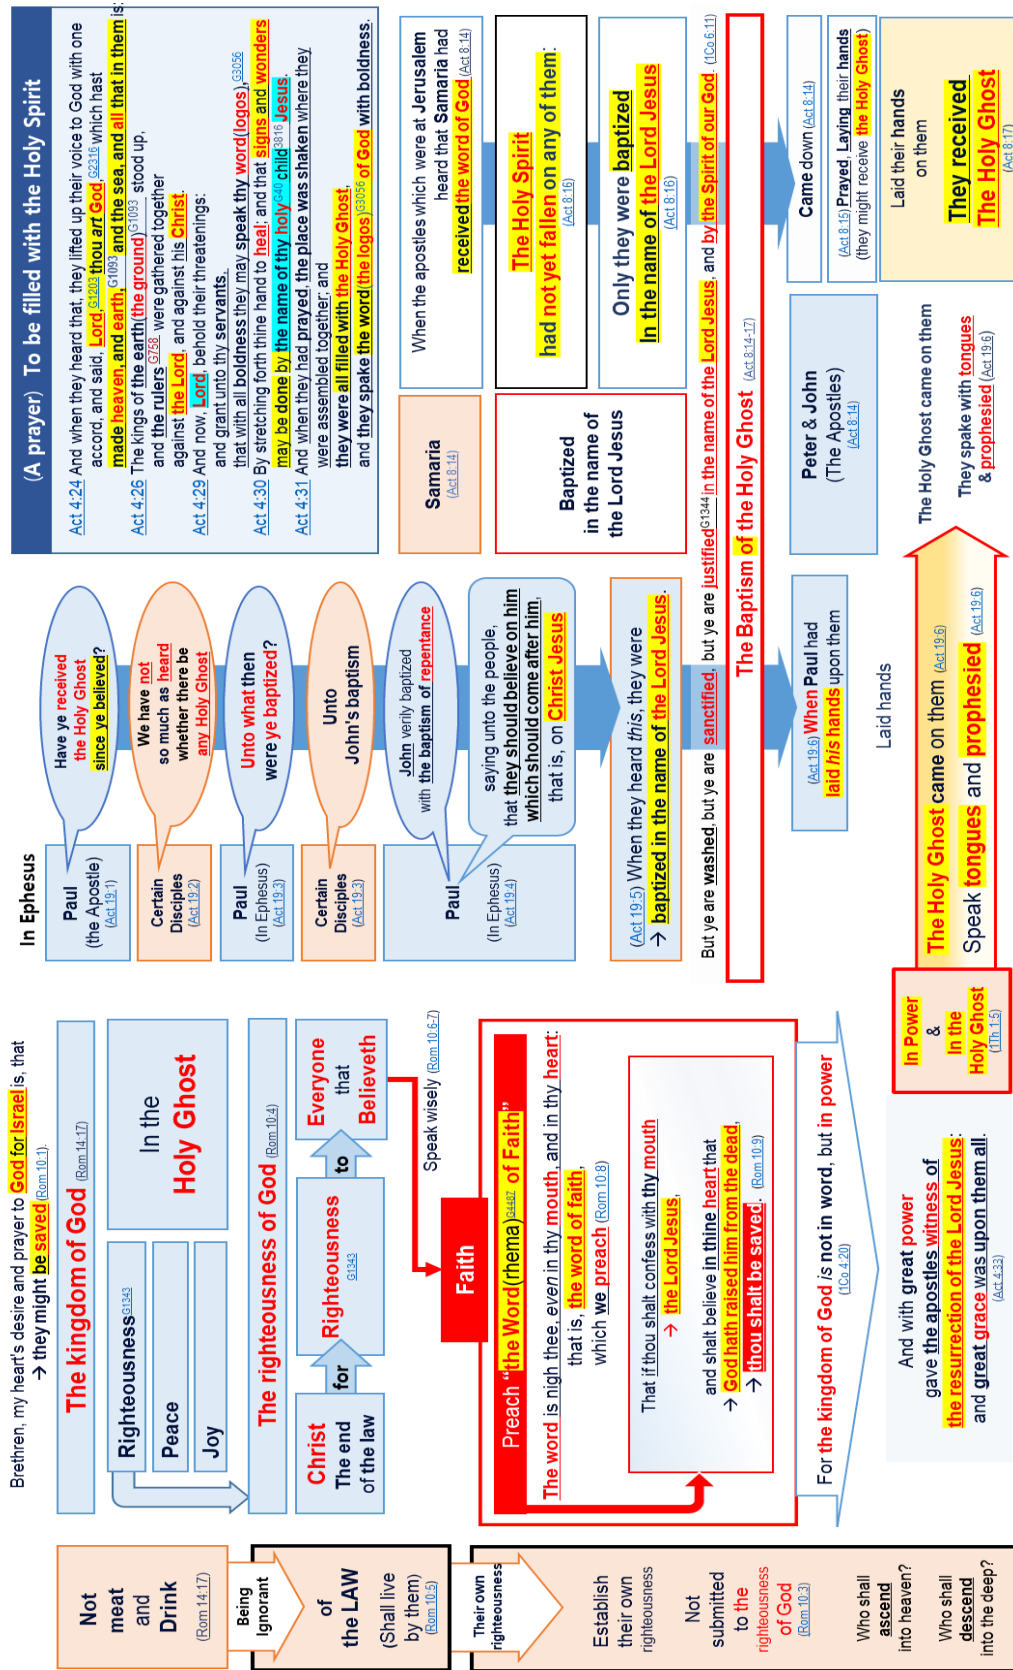 Not
meat
and
Drink
(Rom 14:17)
Being
Ignorant
of
the LAW
(Shall live
by them)
(Rom 10:5)
Their own
righteousness
Establish
their own
righteousness
Not
submitted
to the
righteousness
of God
(Rom 10:3)
Who shall
ascend
into heaven?
Who shall
descend
into the deep?
Brethren, my heart's desire and prayer to God for Israel is, that
→ they might be saved (Rom 10:1).
The kingdom of God (Rom 14:17)
Righteousness G1343
Peace
Joy
In the
Holy Ghost
The righteousness of God (Rom 10:4)
Christ
The end
of the law
for
Righteousness
G1343
to
Everyone
that
Believeth
Speak wisely (Rom 10:6-7)
Faith
Preach "the Word(rhema)G4487 of Faith"
The word is nigh thee, even in thy mouth, and in thy heart:
that is, the word of faith,
which we preach (Rom 10:8)
That if thou shalt confess with thy mouth
→ the Lord Jesus,
and shalt believe in thine heart that
→ God hath raised him from the dead,
→ thou shalt be saved. (Rom 10:9)
For the kingdom of God is not in word, but in power
(1Co 4:20)
And with great power
gave the apostles witness of
the resurrection of the Lord Jesus:
and great grace was upon them all.
(Act 4:33)
In Power
&
In the
Holy Ghost
(1Th 1:5)
In Ephesus
Paul
(the Apostle)
(Act 19:1)
Have ye received
the Holy Ghost
since ye believed?
Certain
Disciples
(Act 19:2)
We have not
so much as heard
whether there be
any Holy Ghost
Paul
(In Ephesus)
(Act 19:3)
Unto what then
were ye baptized?
Certain
Disciples
(Act 19:3)
Unto
John's baptism
Paul
(In Ephesus)
(Act 19:4)
John verily baptized
with the baptism of repentance
saying unto the people,
that they should believe on him
which should come after him,
that is, on Christ Jesus
(Act 19:5) When they heard this, they were
→ baptized in the name of the Lord Jesus.
But ye are washed, but ye are sanctified, but ye are justifiedG1344 in the name of the Lord Jesus, and by the Spirit of our God. (1Co 6:11)
The Baptism of the Holy Ghost (Act 8:14-17)
(Act 19:6) When Paul had
laid his hands upon them
Laid hands
The Holy Ghost came on them (Act 19:6)
Speak tongues and prophesied (Act 19:6)
(A prayer) To be filled with the Holy Spirit
Act 4:24 And when they heard that, they lifted up their voice to God with one
accord, and said, Lord,G1203 thou art God,G2316 which hast
made heaven, and earth,G1093 and the sea, and all that in them is:
Act 4:26 The kings of the earth(the ground)G1093 stood up,
and the rulersG758 were gathered together
against the Lord, and against his Christ.
Act 4:29 And now, Lord, behold their threatenings:
and grant unto thy servants,
that with all boldness they may speak thy word(logos),G3056
Act 4:30 By stretching forth thine hand to heal; and that signs and wonders
may be done by the name of thy holyG40 child3816 Jesus.
Act 4:31 And when they had prayed, the place was shaken where they
were assembled together; and
they were all filled with the Holy Ghost,
and they spake the word(the logos)G3056 of God with boldness.
Samaria
(Act 8:14)
When the apostles which were at Jerusalem
heard that Samaria had
received the word of God (Act 8:14)
Baptized
in the name of
the Lord Jesus
The Holy Spirit
had not yet fallen on any of them:
(Act 8:16)
Only they were baptized
In the name of the Lord Jesus
(Act 8:16)
Peter & John
(The Apostles)
(Act 8:14)
Came down (Act 8:14)
(Act 8:15) Prayed, Laying their hands
(they might receive the Holy Ghost)
Laid their hands
on them
They received
The Holy Ghost
(Act 8:17)
The Holy Ghost came on them
They spake with tongues
& prophesied (Act 19:6)